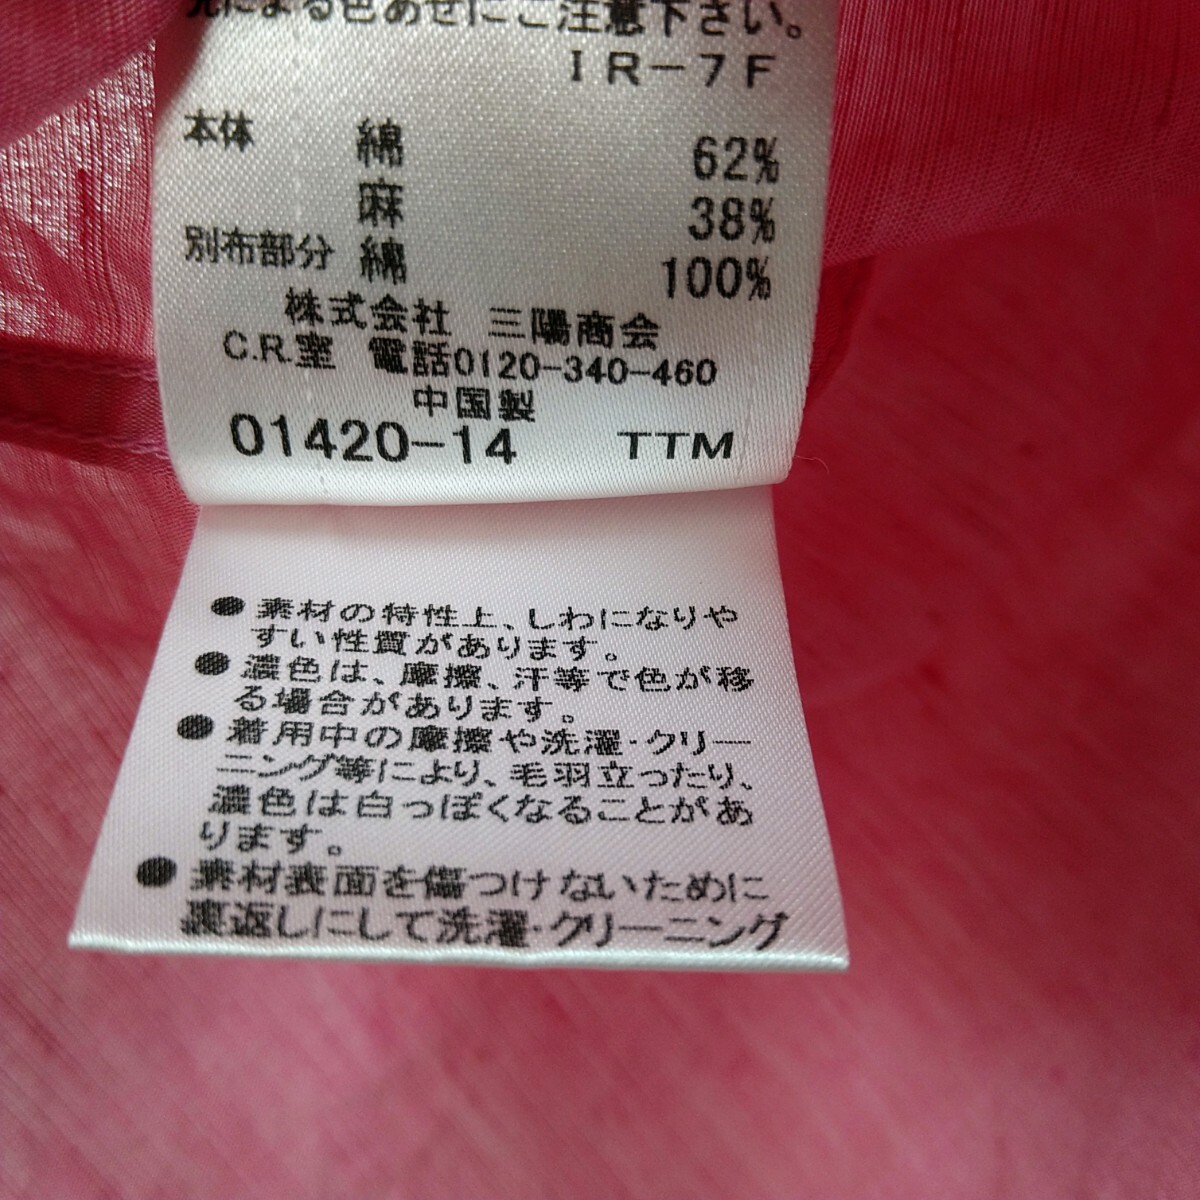 光による色あせにご注意下さい。
IR-7F
本体 綿 62%
麻 38%
別布部分 綿 100%
株式会社 三陽商会
C.R.室 電話0120-340-460
中国製
01420-14 TTM
● 素材の特性上、しわになりや
すい性質があります。
● 濃色は、摩擦、汗等で色が移
る場合があります。
● 着用中の摩擦や洗濯・クリー
ニング等により、毛羽立ったり、
濃色は白っぽくなることがあ
ります。
● 素材表面を傷つけないために
裏返しにして洗濯・クリーニング